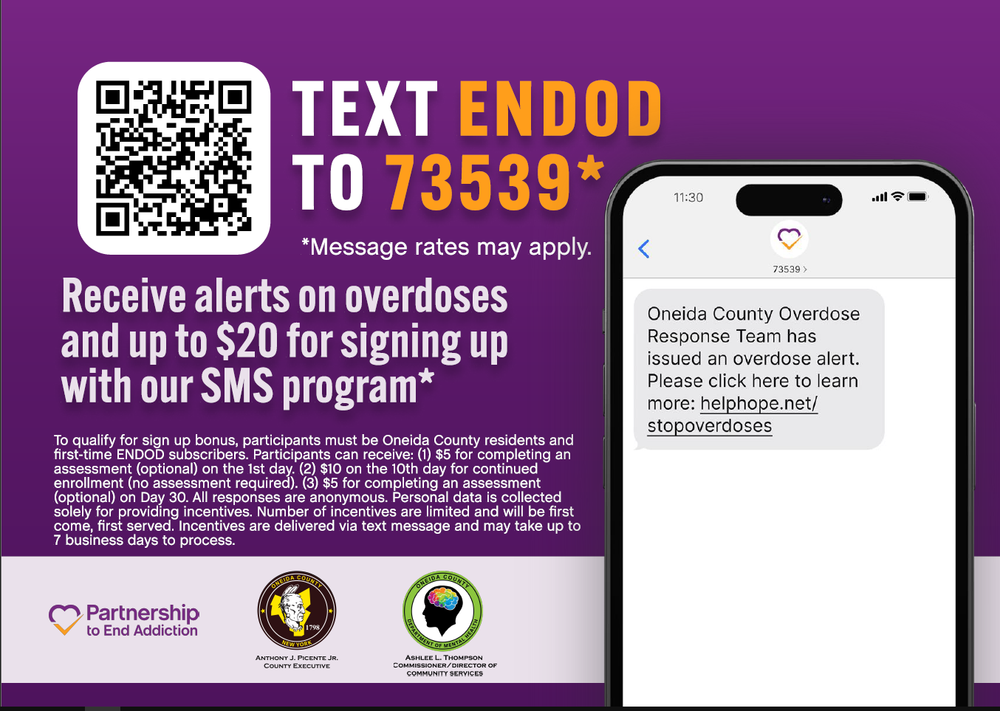 TEXT ENDOD
TO 73539*
*Message rates may apply.
Receive alerts on overdoses
and up to $20 for signing up
with our SMS program*
To qualify for sign up bonus, participants must be Oneida County residents and
first-time ENDOD subscribers. Participants can receive: (1) $5 for completing an
assessment (optional) on the 1st day. (2) $10 on the 10th day for continued
enrollment (no assessment required). (3) $5 for completing an assessment
(optional) on Day 30. All responses are anonymous. Personal data is collected
solely for providing incentives. Number of incentives are limited and will be first
come, first served. Incentives are delivered via text message and may take up to
7 business days to process.
11:30
73539 >
Oneida County Overdose
Response Team has
issued an overdose alert.
Please click here to learn
more: helphope.net/
stopoverdoses
Partnership
to End Addiction
ONEIDA COUNTY
1798
NEW YORK
ANTHONY J. PICENTE JR.
COUNTY EXECUTIVE
ONEIDA COUNTY
DEPARTMENT OF MENTAL HEALTH
ASHLEE L. THOMPSON
COMMISSIONER/DIRECTOR OF
COMMUNITY SERVICES